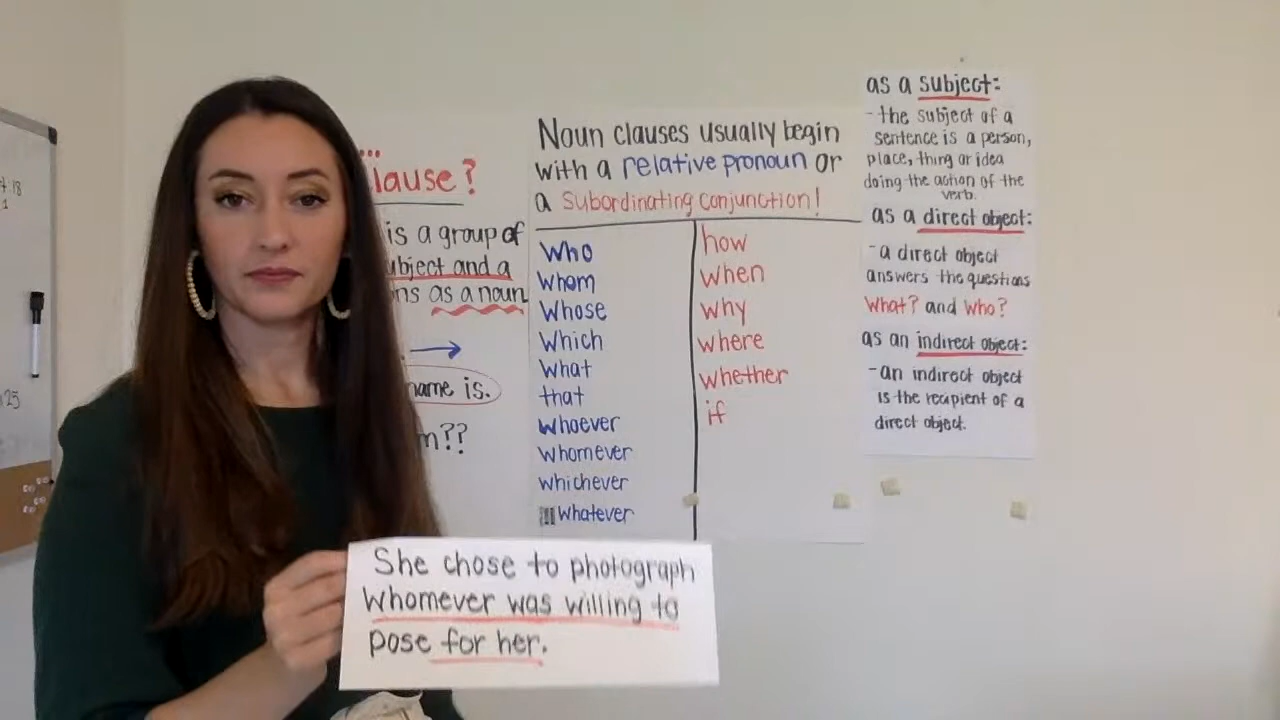 lause?
is a group of
ubject and a
ns as a noun
name is.
m??
Noun clauses usually begin
with a relative pronoun or
a Subordinating Conjunction!
Who
Whom
Whose
Which
What
that
Whoever
Whomever
Whichever
Whatever
how
when
why
where
whether
if
as a subject:
- the subject of a
sentence is a person,
place, thing or idea
doing the action of the
verb.
as a direct object:
- a direct object
answers the questions
What? and Who?
as an indirect object:
- an indirect object
is the recipient of a
direct object.
She chose to photograph
whomever was willing to
pose for her.